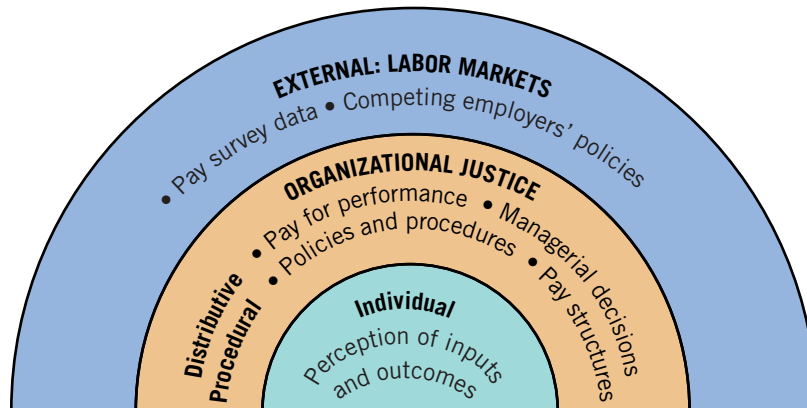 EXTERNAL: LABOR MARKETS
• Pay survey data • Competing employers’ policies
ORGANIZATIONAL JUSTICE
Distributive • Pay for performance • Managerial decisions
Procedural • Policies and procedures • Pay structures
Individual
Perception of inputs
and outcomes